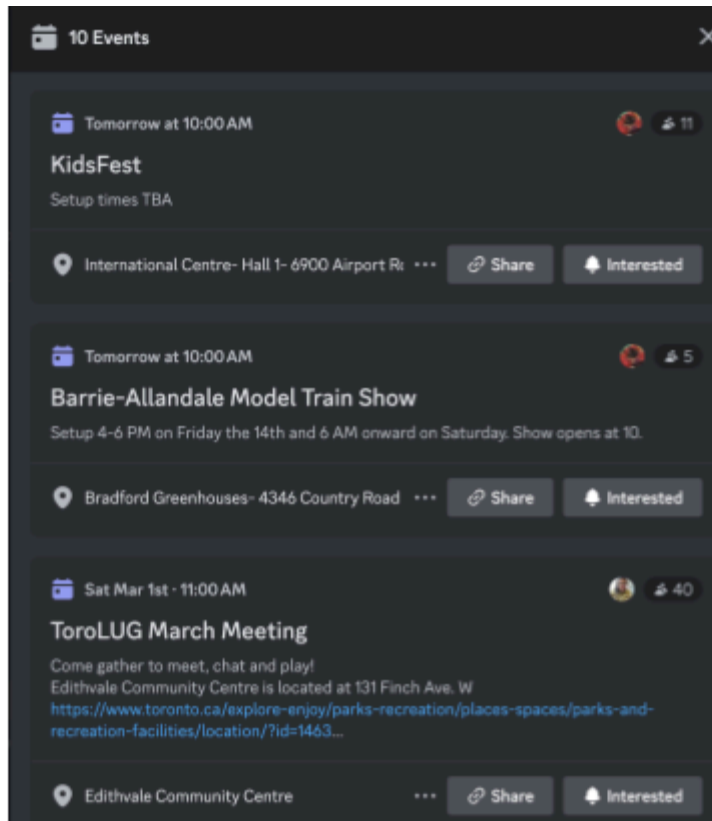 10 Events
Tomorrow at 10:00 AM
11
KidsFest
Setup times TBA
International Centre- Hall 1- 6900 Airport
Share
Interested
Tomorrow at 10:00 AM
5
Barrie-Allandale Model Train Show
Setup 4-6 PM on Friday the 14th and 6 AM onward on Saturday. Show opens at 10.
Bradford Greenhouses- 4346 Country Road
Share
Interested
Sat Mar 1st · 11:00 AM
40
ToroLUG March Meeting
Come gather to meet, chat and play!
Edithvale Community Centre is located at 131 Finch Ave. W
https://www.toronto.ca/explore-enjoy/parks-recreation/places-spaces/parks-and-
recreation-facilities/location/?id=1463...
Edithvale Community Centre
Share
Interested